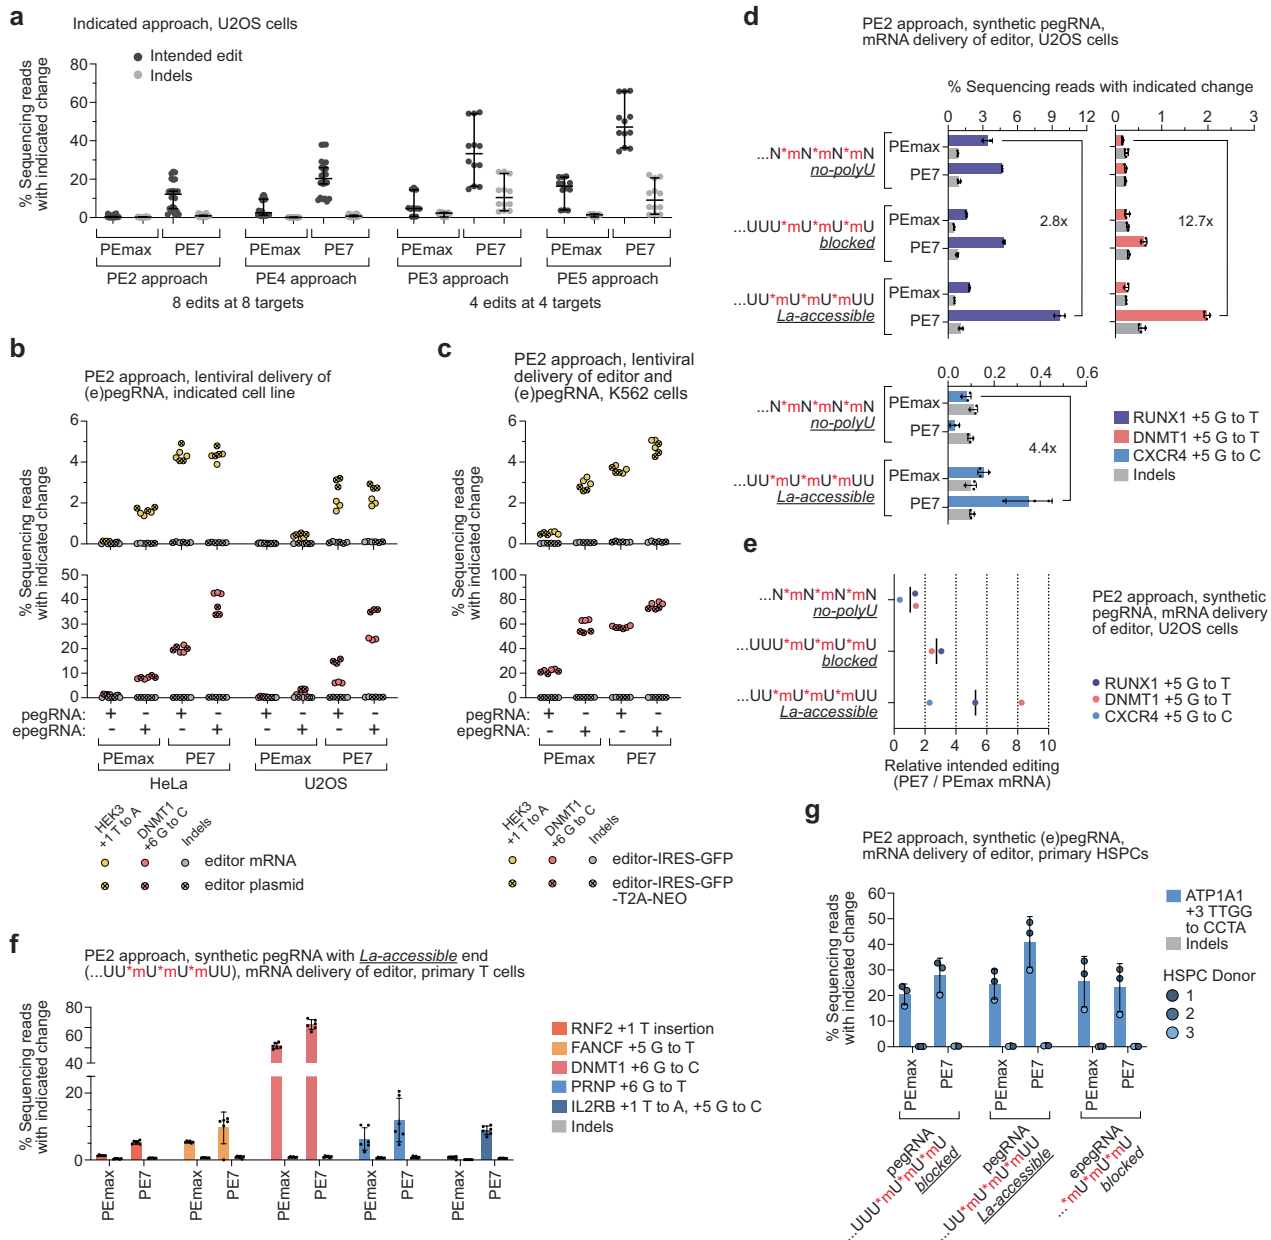 a
Indicated approach, U2OS cells
Intended edit
Indels
% Sequencing reads
with indicated change
80
60
40
20
0
PEmax PE7 PEmax PE7 PEmax PE7 PEmax PE7
PE2 approach PE4 approach PE3 approach PE5 approach
8 edits at 8 targets 4 edits at 4 targets
b
PE2 approach, lentiviral delivery of
(e)pegRNA, indicated cell line
% Sequencing reads
with indicated change
6
4
2
0
50
40
30
20
10
0
pegRNA: + - + - + - + -
epegRNA: - + - + - + - +
PEmax PE7 PEmax PE7
HeLa U2OS
HEK3
+1 T to A
DNMT1
+6 G to C
Indels
editor mRNA
editor plasmid
c
PE2 approach, lentiviral
delivery of editor and
(e)pegRNA, K562 cells
% Sequencing reads
with indicated change
6
4
2
0
100
80
60
40
20
0
pegRNA: + - + -
epegRNA: - + - +
PEmax PE7
HEK3
+1 T to A
DNMT1
+6 G to C
Indels
editor-IRES-GFP
editor-IRES-GFP
-T2A-NEO
d
PE2 approach, synthetic pegRNA,
mRNA delivery of editor, U2OS cells
% Sequencing reads with indicated change
0 3 6 9 12
0 1 2 3
...N*mN*mN*mN
no-polyU
PEmax
PE7
...UUU*mU*mU*mU
blocked
PEmax
PE7
...UU*mU*mU*mUU
La-accessible
PEmax
PE7
2.8x
12.7x
0.0 0.2 0.4 0.6
...N*mN*mN*mN
no-polyU
PEmax
PE7
...UU*mU*mU*mUU
La-accessible
PEmax
PE7
4.4x
RUNX1 +5 G to T
DNMT1 +5 G to T
CXCR4 +5 G to C
Indels
e
...N*mN*mN*mN
no-polyU
...UUU*mU*mU*mU
blocked
...UU*mU*mU*mUU
La-accessible
0 2 4 6 8 10
Relative intended editing
(PE7 / PEmax mRNA)
PE2 approach, synthetic
pegRNA, mRNA delivery
of editor, U2OS cells
RUNX1 +5 G to T
DNMT1 +5 G to T
CXCR4 +5 G to C
f
PE2 approach, synthetic pegRNA with La-accessible end
(...UU*mU*mU*mUU), mRNA delivery of editor, primary T cells
% Sequencing reads
with indicated change
80
40
20
0
PEmax PE7 PEmax PE7 PEmax PE7 PEmax PE7 PEmax PE7
RNF2 +1 T insertion
FANCF +5 G to T
DNMT1 +6 G to C
PRNP +6 G to T
IL2RB +1 T to A, +5 G to C
Indels
g
PE2 approach, synthetic (e)pegRNA,
mRNA delivery of editor, primary HSPCs
% Sequencing reads
with indicated change
60
50
40
30
20
10
0
PEmax PE7 PEmax PE7 PEmax PE7
pegRNA
...UUU*mU*mU*mU
blocked
pegRNA
...UU*mU*mU*mUU
La-accessible
epegRNA
...*mU*mU*mU
blocked
ATP1A1
+3 TTGG
to CCTA
Indels
HSPC Donor
1
2
3